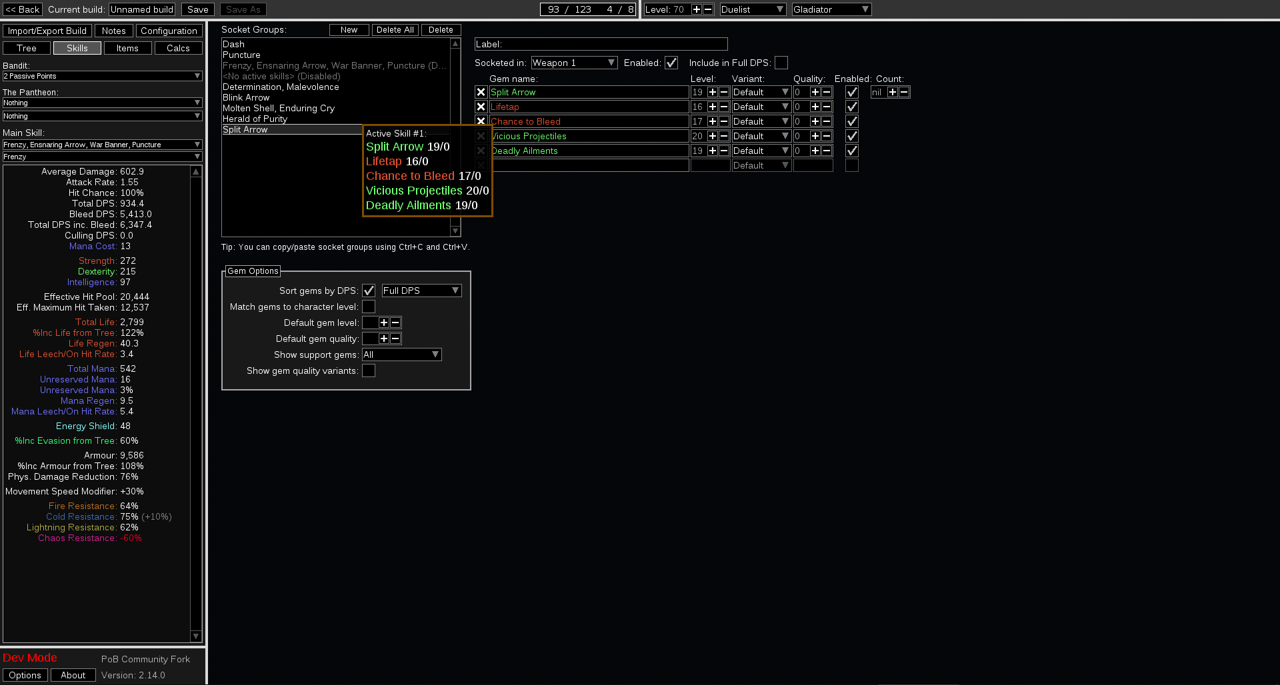 << Back Current build: Unnamed build Save Save As 93 / 123 4 / 8 Level: 70 Duelist Gladiator
Import/Export Build Notes Configuration
Tree Skills Items Calcs
Bandit:
2 Passive Points
The Pantheon:
Nothing
Nothing
Main Skill:
Frenzy, Ensnaring Arrow, War Banner, Puncture
Frenzy
Average Damage: 602.9
Attack Rate: 1.55
Hit Chance: 100%
Total DPS: 934.4
Bleed DPS: 5,413.0
Total DPS inc. Bleed: 6,347.4
Culling DPS: 0.0
Mana Cost: 13
Strength: 272
Dexterity: 215
Intelligence: 97
Effective Hit Pool: 20,444
Eff. Maximum Hit Taken: 12,537
Total Life: 2,799
%Inc Life from Tree: 122%
Life Regen: 40.3
Life Leech/On Hit Rate: 3.4
Total Mana: 542
Unreserved Mana: 16
Unreserved Mana: 3%
Mana Regen: 9.5
Mana Leech/On Hit Rate: 5.4
Energy Shield: 48
%Inc Evasion from Tree: 60%
Armour: 9,586
%Inc Armour from Tree: 108%
Phys. Damage Reduction: 76%
Movement Speed Modifier: +30%
Fire Resistance: 64%
Cold Resistance: 75% (+10%)
Lightning Resistance: 62%
Chaos Resistance: -60%
Dev Mode PoB Community Fork
Options About Version: 2.14.0
Socket Groups: New Delete All Delete
Dash
Puncture
Frenzy, Ensnaring Arrow, War Banner, Puncture (D...
<No active skills> (Disabled)
Determination, Malevolence
Blink Arrow
Molten Shell, Enduring Cry
Herald of Purity
Split Arrow
Active Skill #1:
Split Arrow 19/0
Lifetap 16/0
Chance to Bleed 17/0
Vicious Projectiles 20/0
Deadly Ailments 19/0
Tip: You can copy/paste socket groups using Ctrl+C and Ctrl+V.
Gem Options
Sort gems by DPS: Full DPS
Match gems to character level:
Default gem level:
Default gem quality:
Show support gems: All
Show gem quality variants:
Label:
Socketed in: Weapon 1 Enabled: Include in Full DPS:
Gem name: Level: Variant: Quality: Enabled: Count:
Split Arrow 19 Default 0 nil
Lifetap 16 Default 0
Chance to Bleed 17 Default 0
Vicious Projectiles 20 Default 0
Deadly Ailments 19 Default 0
Default